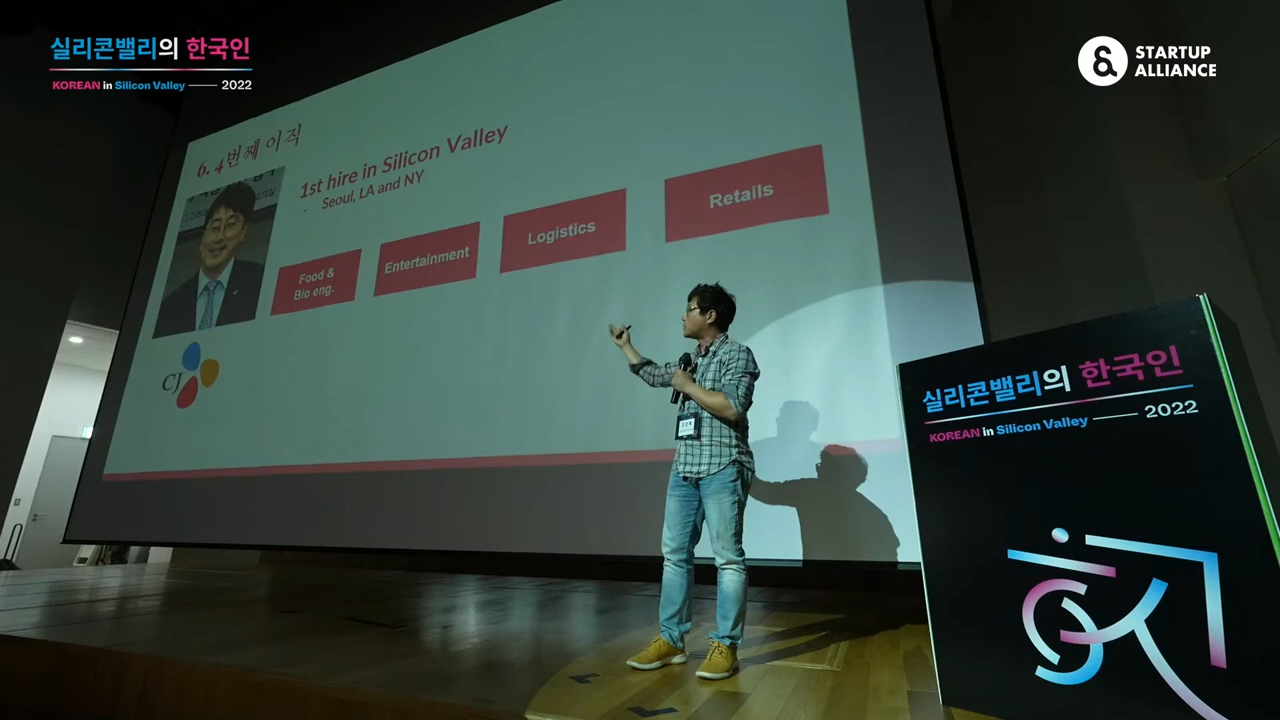 실리콘밸리의 한국인
KOREAN in Silicon Valley —— 2022
STARTUP
ALLIANCE
6. 4번째 이직
1st hire in Silicon Valley
Seoul, LA and NY
Food &
Bio eng.
Entertainment
Logistics
Retails
CJ
실리콘밸리의 한국인
KOREAN in Silicon Valley —— 2022